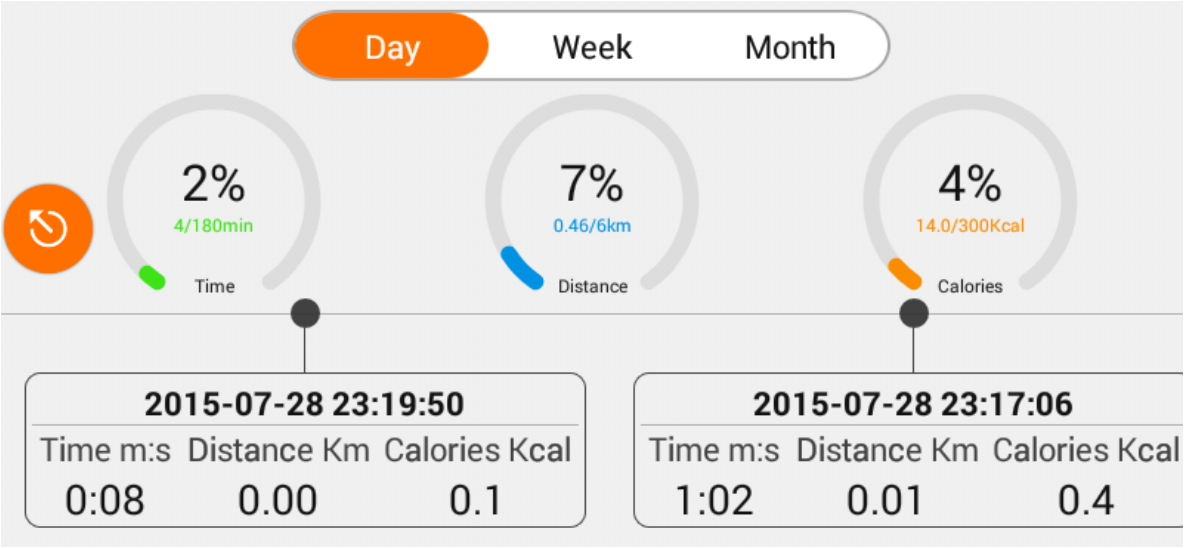 Day Week Month
2% 7% 4%
4/180min 0.46/6km 14.0/300Kcal
Time Distance Calories
2015-07-28 23:19:50
Time m:s Distance Km Calories Kcal
0:08 0.00 0.1
2015-07-28 23:17:06
Time m:s Distance Km Calories Kcal
1:02 0.01 0.4